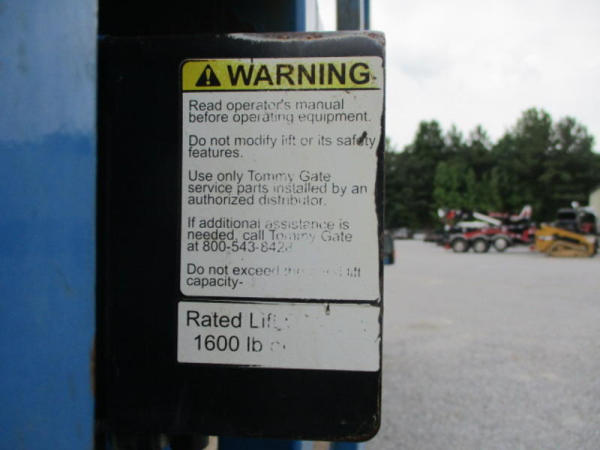 WARNING
Read operator's manual
before operating equipment.
Do not modify lift or its safety
features.
Use only Tommy Gate
service parts installed by an
authorized distributor.
If additional assistance is
needed, call Tommy Gate
at 800-543-8428
Do not exceed the lift
capacity-
Rated Lift
1600 lb